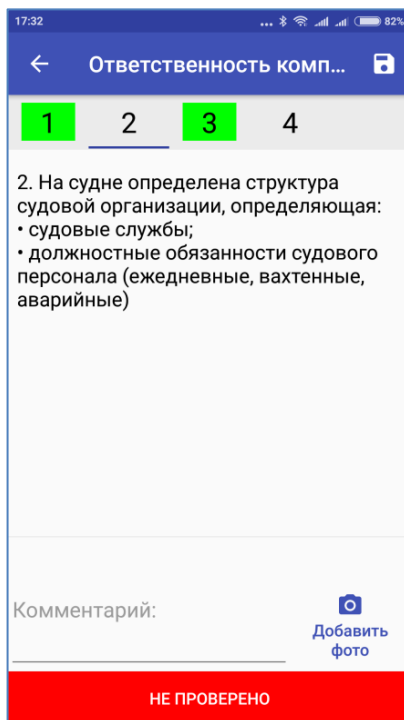 17:32 ... 82%
Ответственность комп...
1 2 3 4
2. На судне определена структура
судовой организации, определяющая:
• судовые службы;
• должностные обязанности судового
персонала (ежедневные, вахтенные,
аварийные)
Комментарий:
Добавить
фото
НЕ ПРОВЕРЕНО